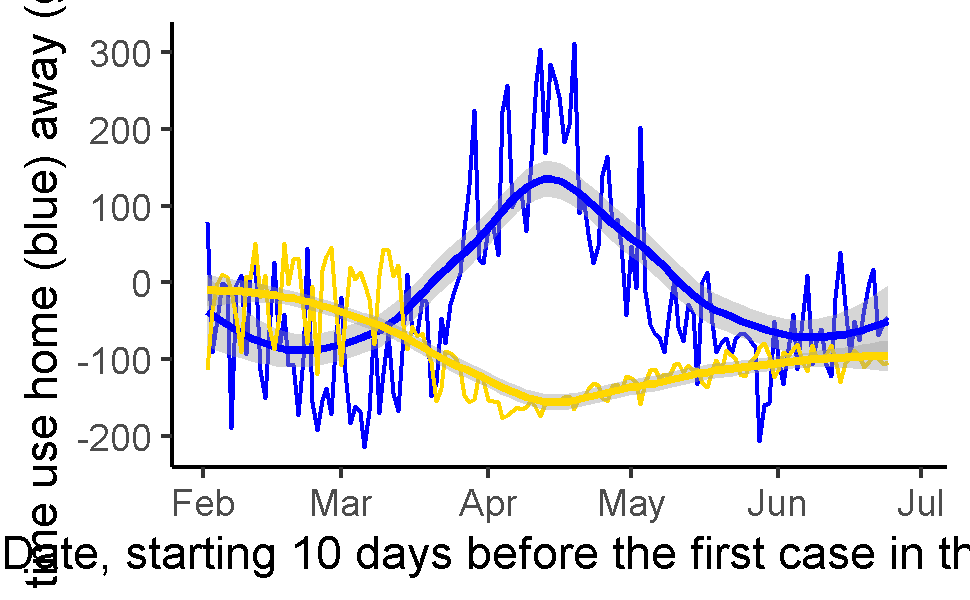 time use home (blue) away (
300
200
100
0
-100
-200
Feb Mar Apr May Jun Jul
Date, starting 10 days before the first case in th